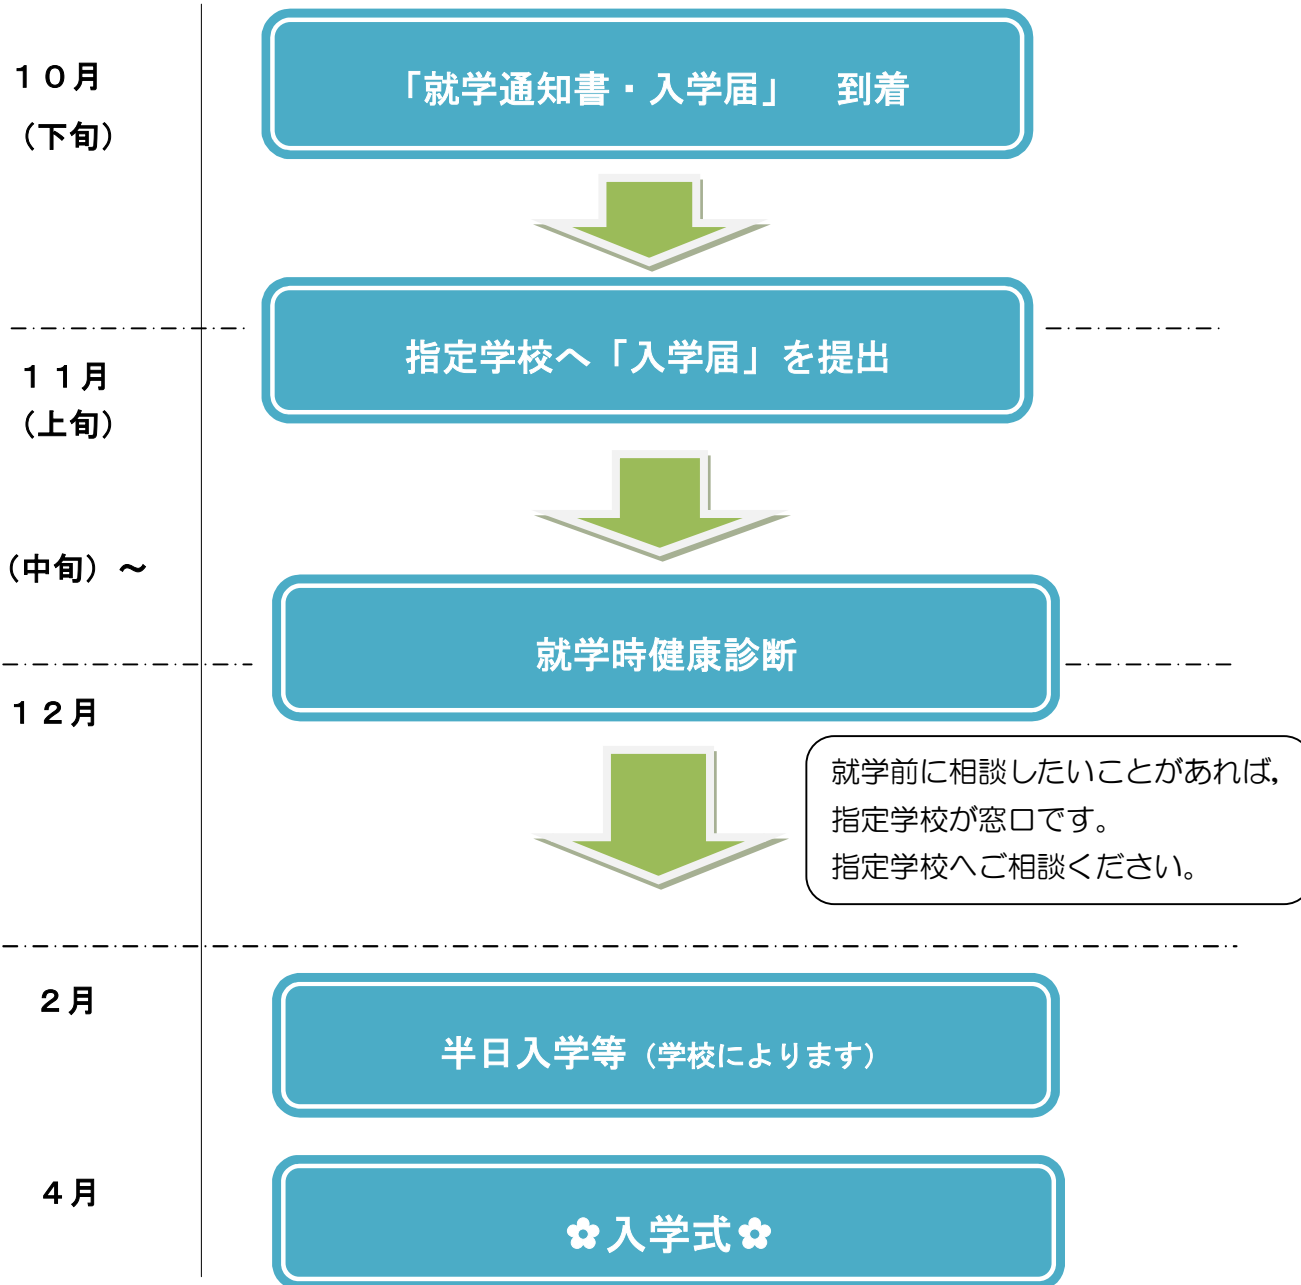 １０月
（下旬）
「就学通知書・入学届」　到着
指定学校へ「入学届」を提出
１１月
（上旬）
（中旬）～
就学時健康診断
１２月
就学前に相談したいことがあれば，
指定学校が窓口です。
指定学校へご相談ください。
２月
半日入学等（学校によります）
４月
✿入学式✿